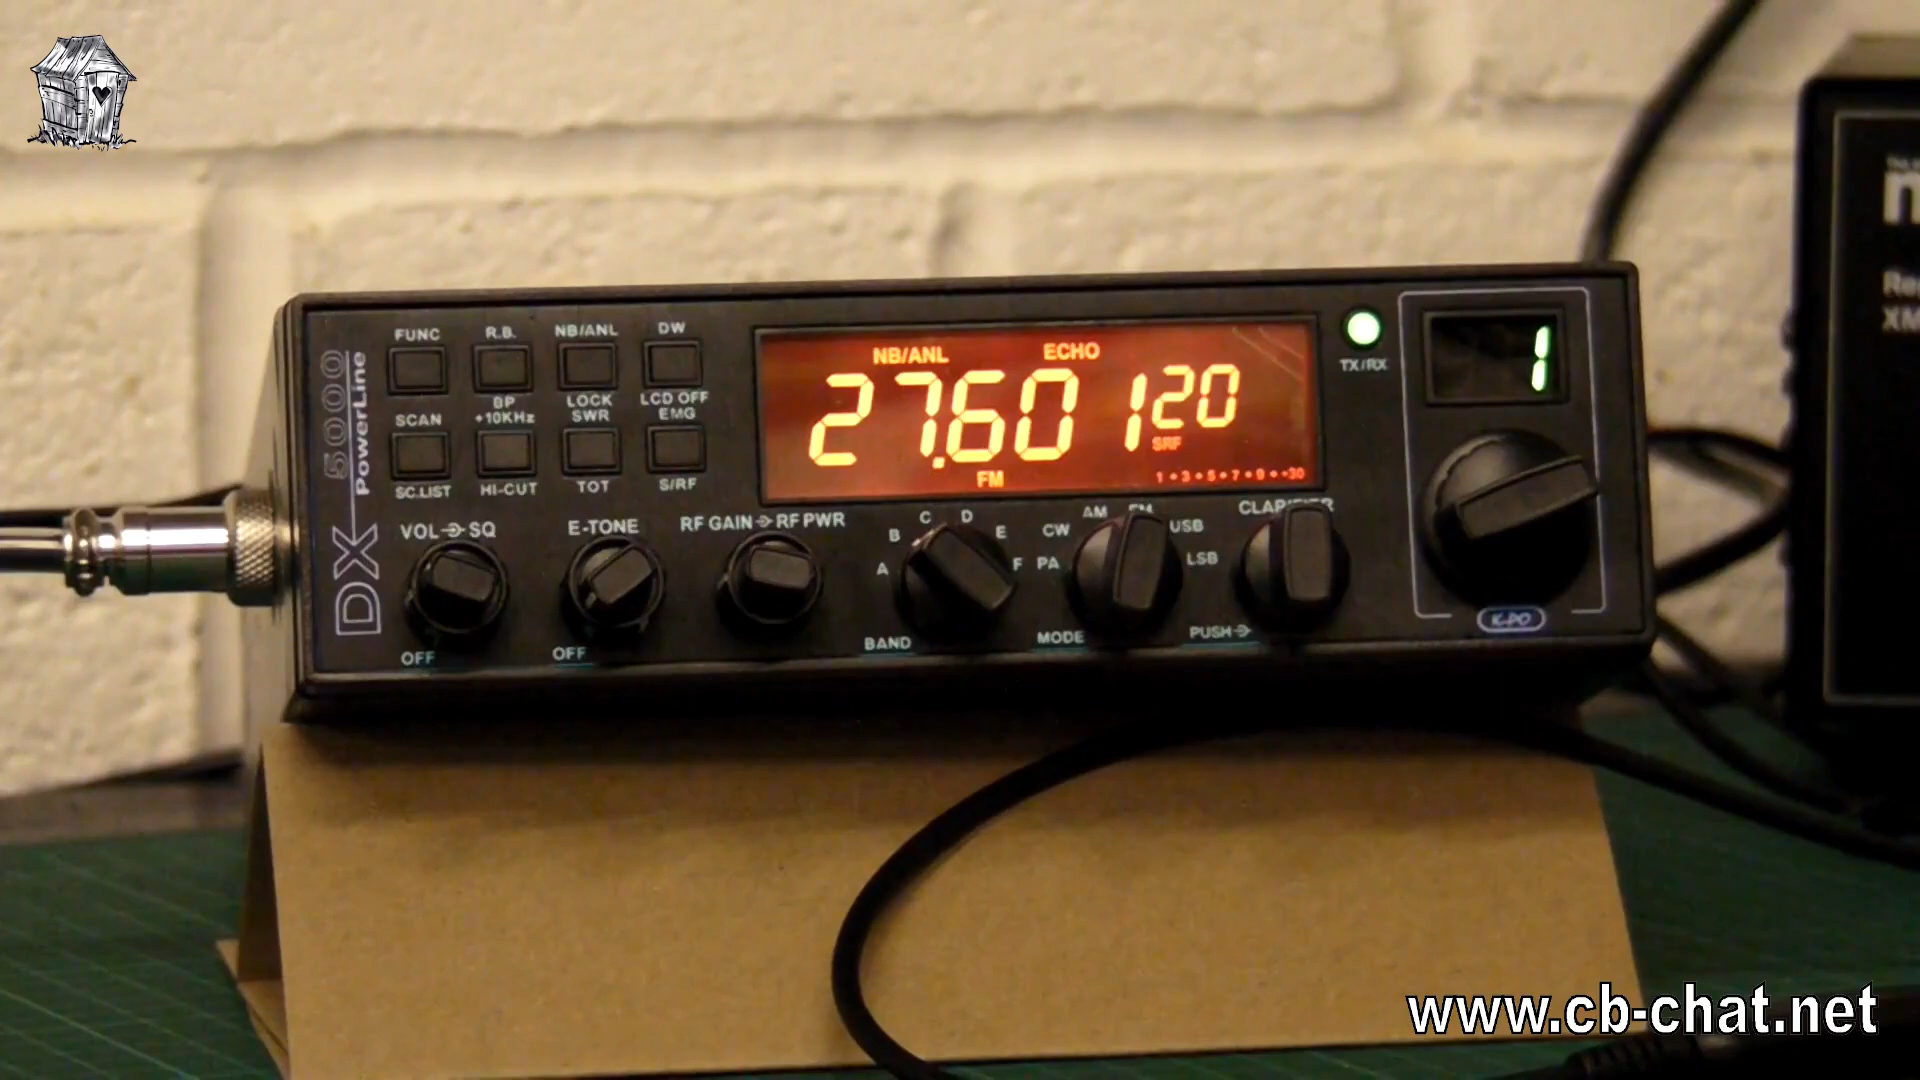 FUNC R.B. NB/ANL DW
SCAN BP +10KHz LOCK SWR LCD OFF EMG
SC.LIST HI-CUT TOT S/RF
DX 5000
PowerLine
NB/ANL ECHO
27.601 20
SRF
FM
1 • 3 • 5 • 7 • 9 • +30
TX/RX
1
VOL SQ E-TONE RF GAIN RF PWR
OFF OFF
A B C D E F
BAND
PA CW AM FM USB LSB
MODE
CLARIFIER
PUSH
K-PO
www.cb-chat.net